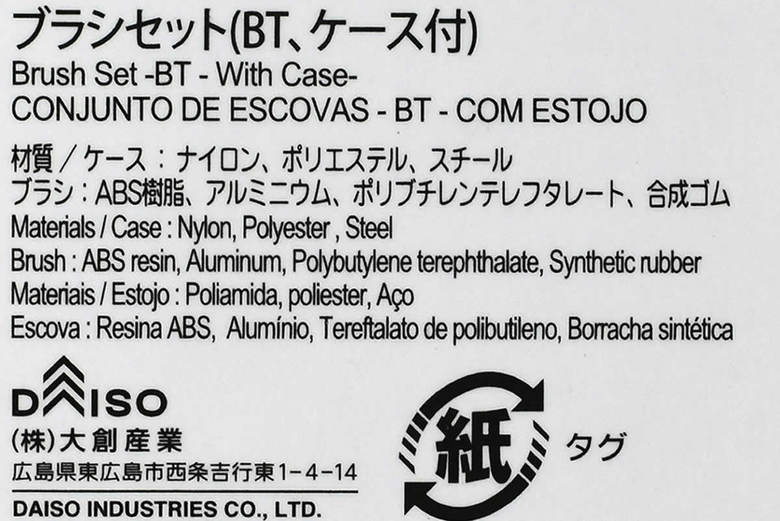 ブラシセット(BT、ケース付)
Brush Set -BT - With Case-
CONJUNTO DE ESCOVAS - BT - COM ESTOJO
材質 / ケース : ナイロン、ポリエステル、スチール
ブラシ : ABS樹脂、アルミニウム、ポリブチレンテレフタレート、合成ゴム
Materials / Case : Nylon, Polyester , Steel
Brush : ABS resin, Aluminum, Polybutylene terephthalate, Synthetic rubber
Materiais / Estojo : Poliamida, poliester, Aço
Escova : Resina ABS, Alumínio, Tereftalato de polibutileno, Borracha sintética
DAISO
(株)大創産業
広島県東広島市西条吉行東1-4-14
DAISO INDUSTRIES CO., LTD.
紙 タグ